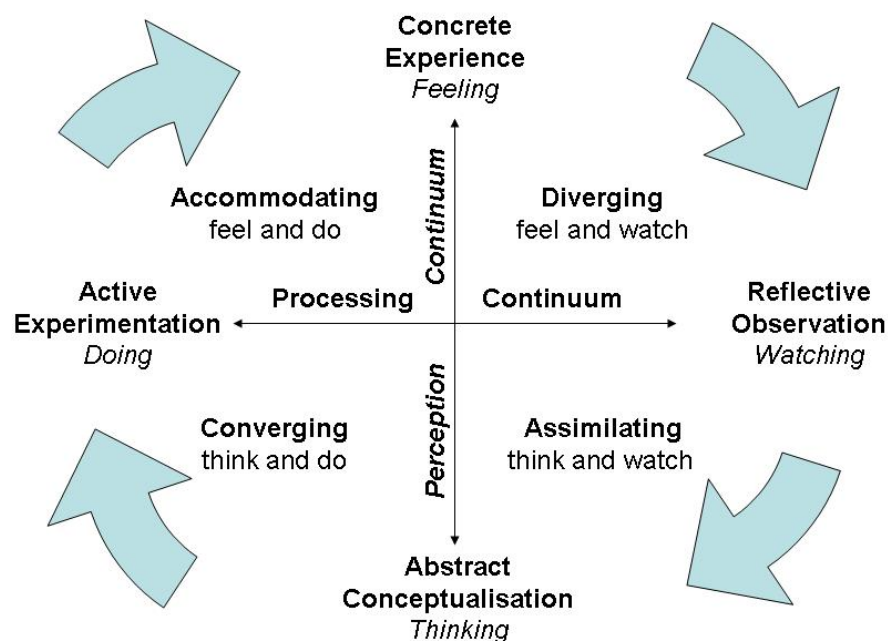 Concrete
Experience
Feeling
Accommodating
feel and do
Continuum
Diverging
feel and watch
Active
Experimentation
Doing
Processing
Continuum
Reflective
Observation
Watching
Converging
think and do
Perception
Assimilating
think and watch
Abstract
Conceptualisation
Thinking